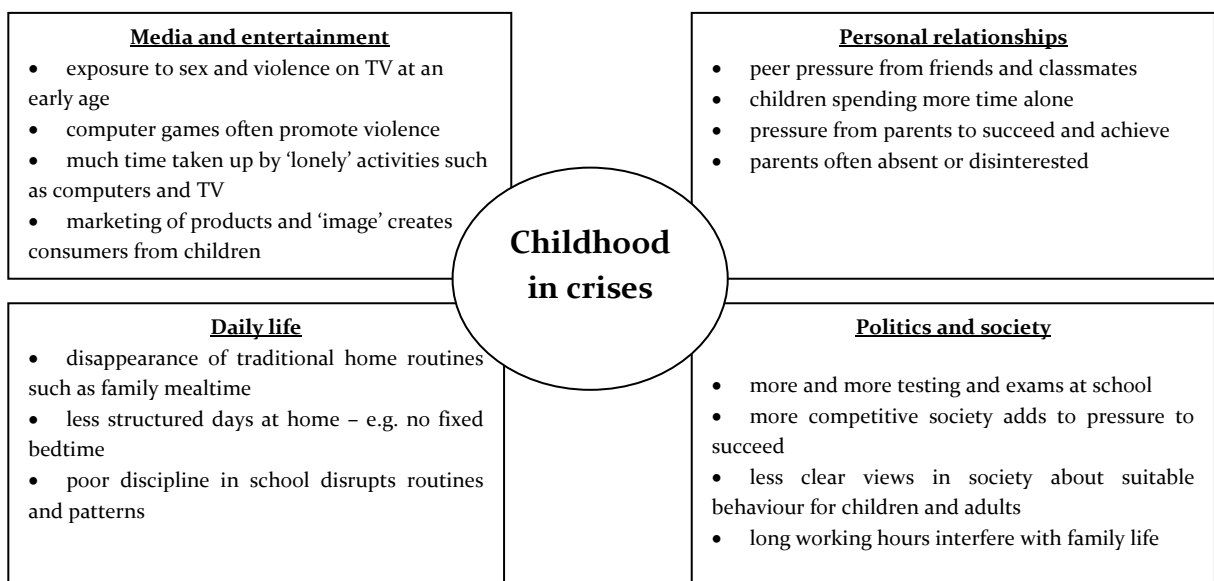 Media and entertainment
• exposure to sex and violence on TV at an
early age
• computer games often promote violence
• much time taken up by ‘lonely’ activities such
as computers and TV
• marketing of products and ‘image’ creates
consumers from children
Personal relationships
• peer pressure from friends and classmates
• children spending more time alone
• pressure from parents to succeed and achieve
• parents often absent or disinterested
Childhood
in crises
Daily life
• disappearance of traditional home routines
such as family mealtime
• less structured days at home – e.g. no fixed
bedtime
• poor discipline in school disrupts routines
and patterns
Politics and society
• more and more testing and exams at school
• more competitive society adds to pressure to
succeed
• less clear views in society about suitable
behaviour for children and adults
• long working hours interfere with family life